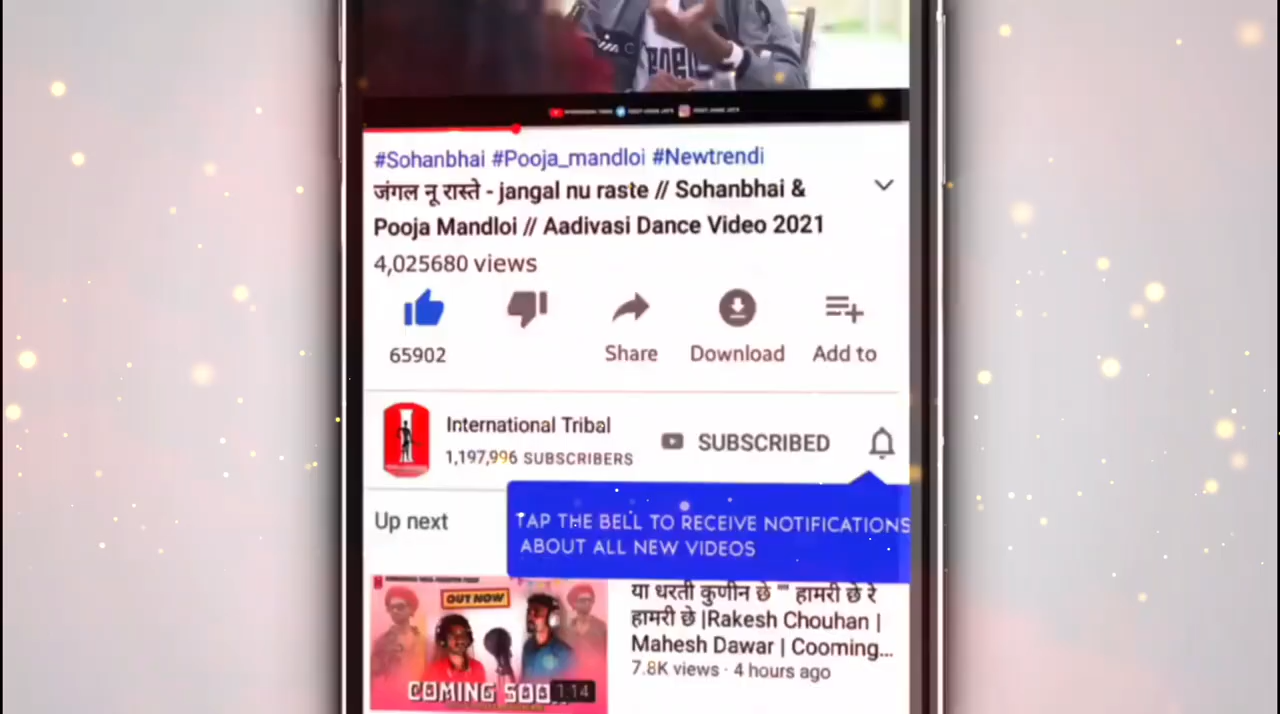 #Sohanbhai #Pooja_mandloi #Newtrendi
जंगल नू रास्ते - jangal nu raste // Sohanbhai &
Pooja Mandloi // Aadivasi Dance Video 2021
4,025680 views
65902
Share
Download
Add to
International Tribal
1,197,996 SUBSCRIBERS
SUBSCRIBED
TAP THE BELL TO RECEIVE NOTIFICATIONS
ABOUT ALL NEW VIDEOS
Up next
OUT NOW
COMING SOO
1:14
या धरती कुणीन छे "" हामरी छे रे
हामरी छे |Rakesh Chouhan |
Mahesh Dawar | Cooming...
7.8K views · 4 hours ago